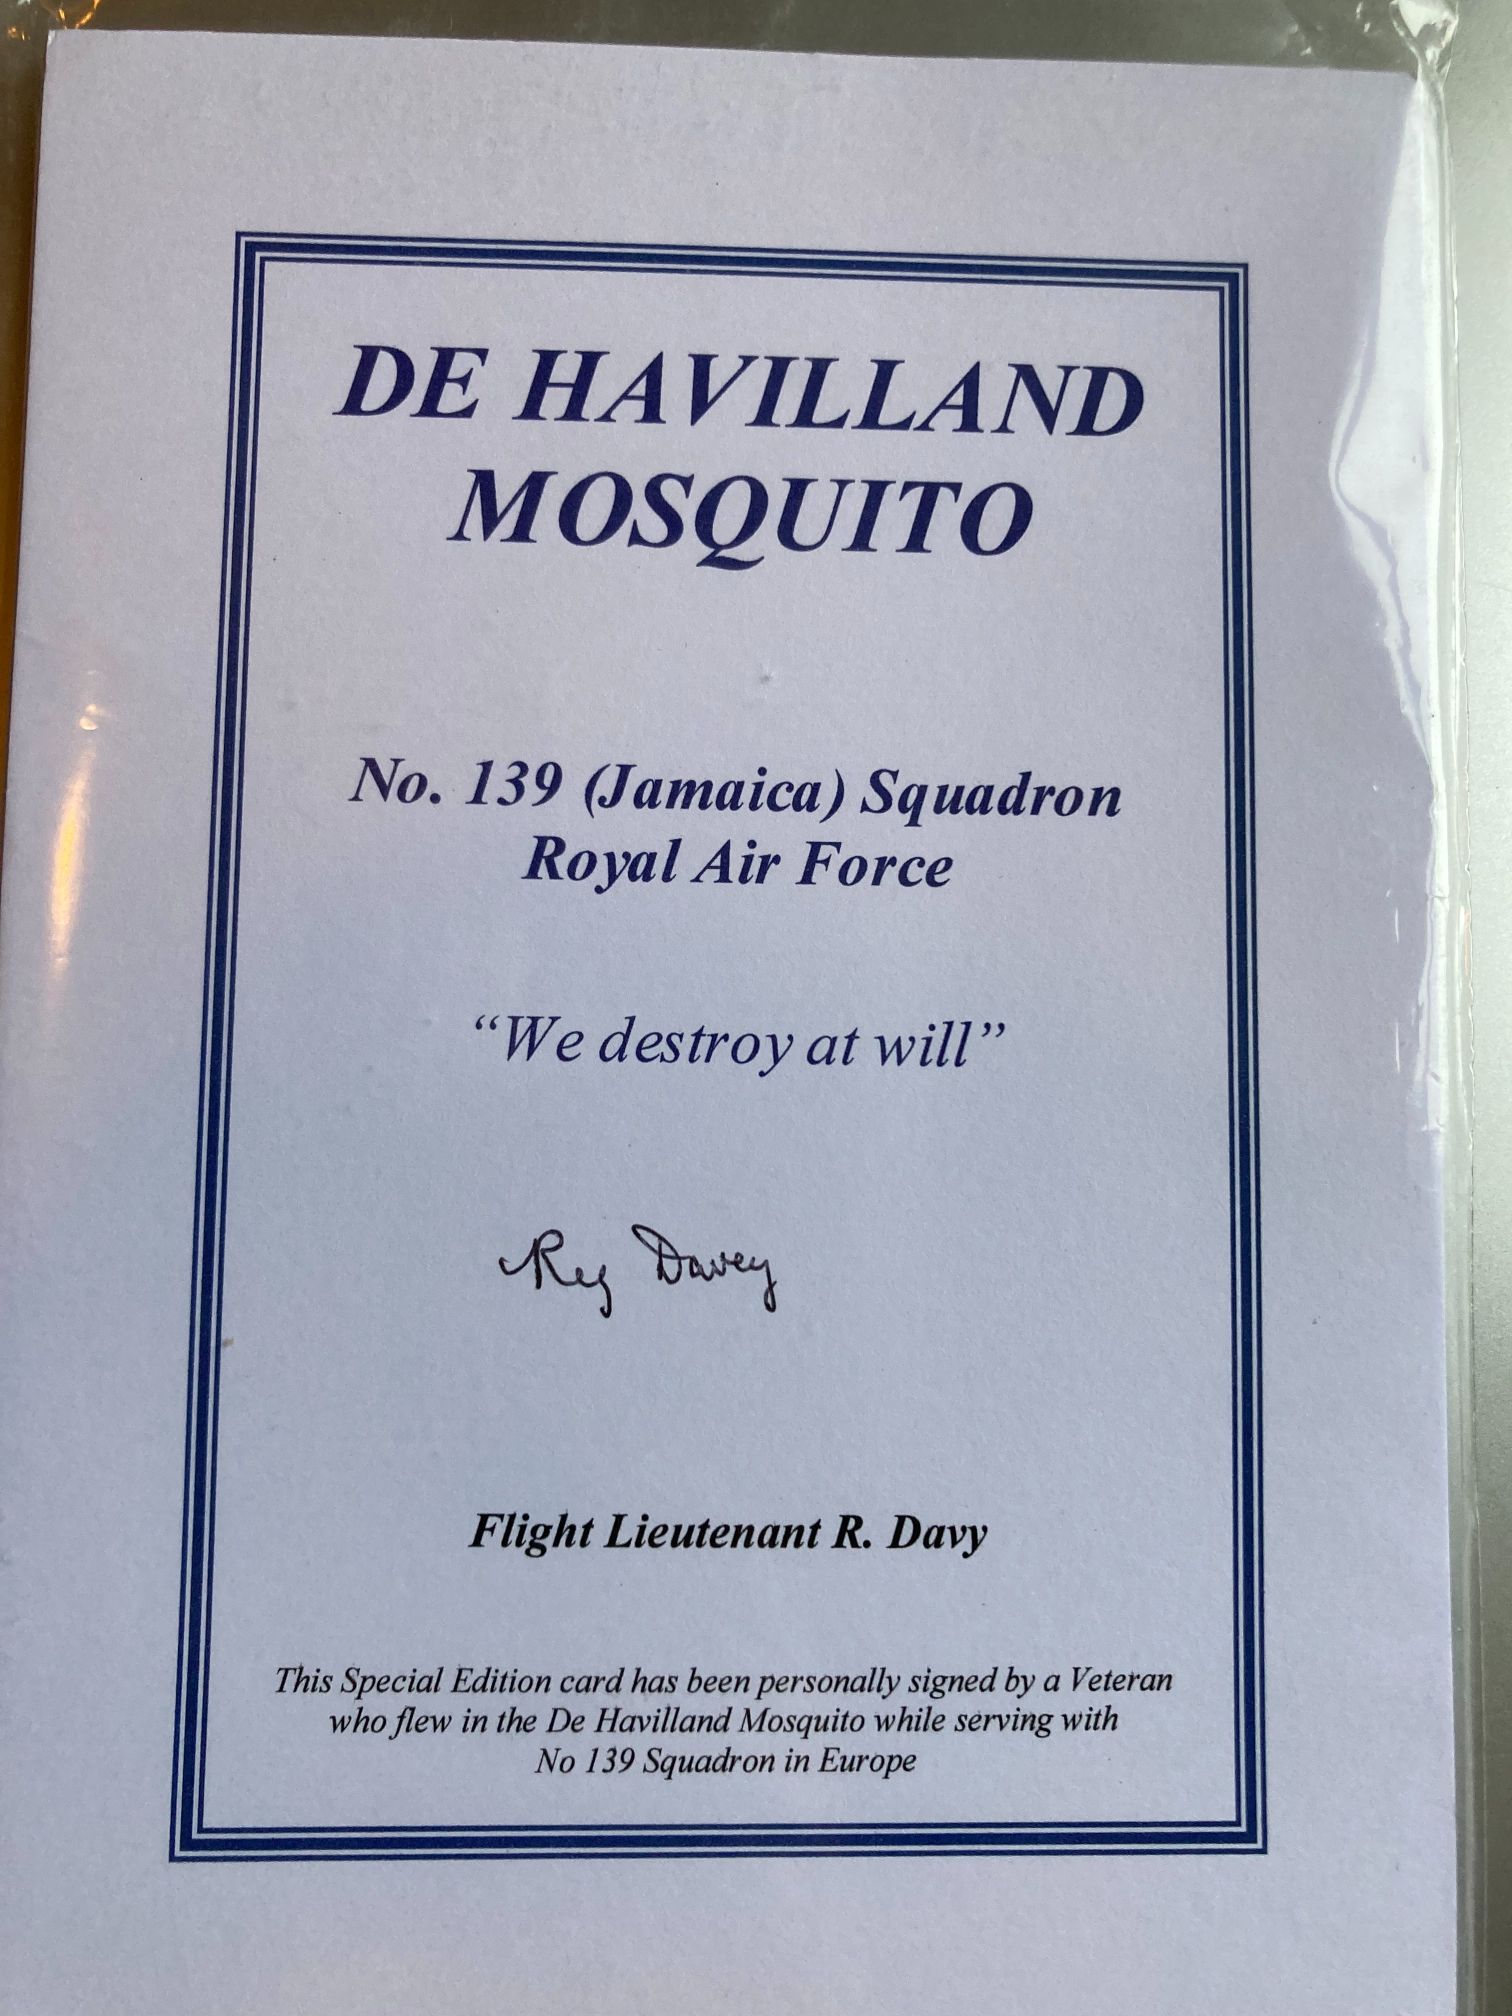 DE HAVILLAND
MOSQUITO
No. 139 (Jamaica) Squadron
Royal Air Force
“We destroy at will”
Reg Davey
Flight Lieutenant R. Davy
This Special Edition card has been personally signed by a Veteran
who flew in the De Havilland Mosquito while serving with
No 139 Squadron in Europe